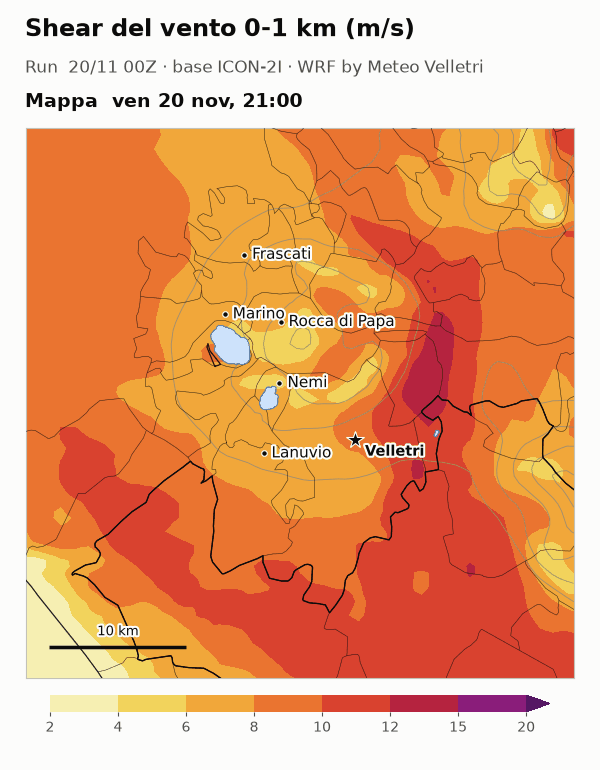 Shear del vento 0-1 km (m/s)
Run  20/11 00Z · base ICON-2I · WRF by Meteo Velletri
Mappa  ven 20 nov, 21:00
Frascati
Marino
Rocca di Papa
Nemi
Velletri
Lanuvio
10 km
2 4 6 8 10 12 15 20